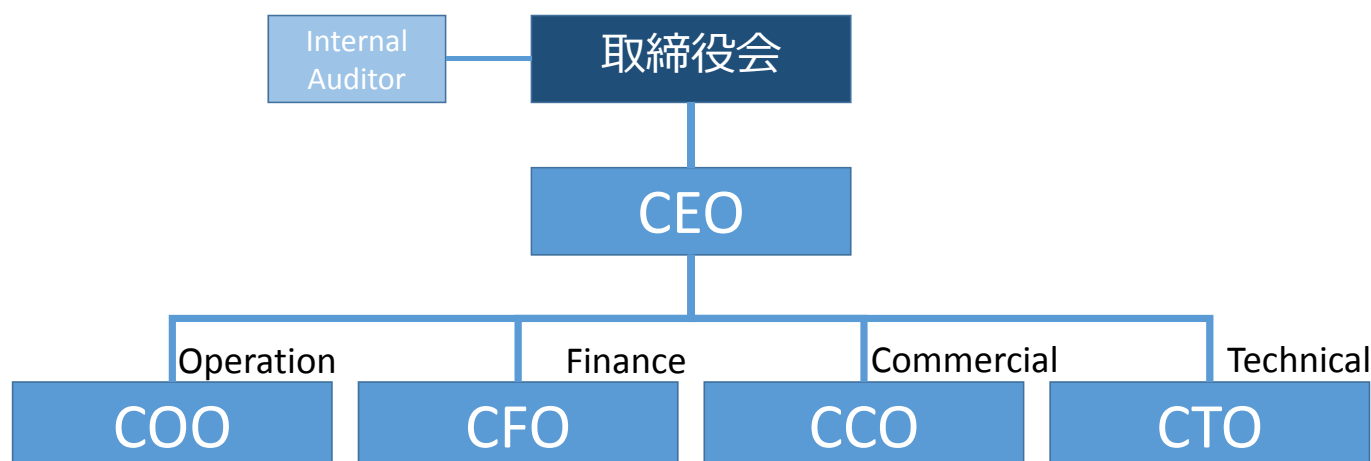 Internal
Auditor
取締役会
CEO
Operation
Finance
Commercial
Technical
COO
CFO
CCO
CTO